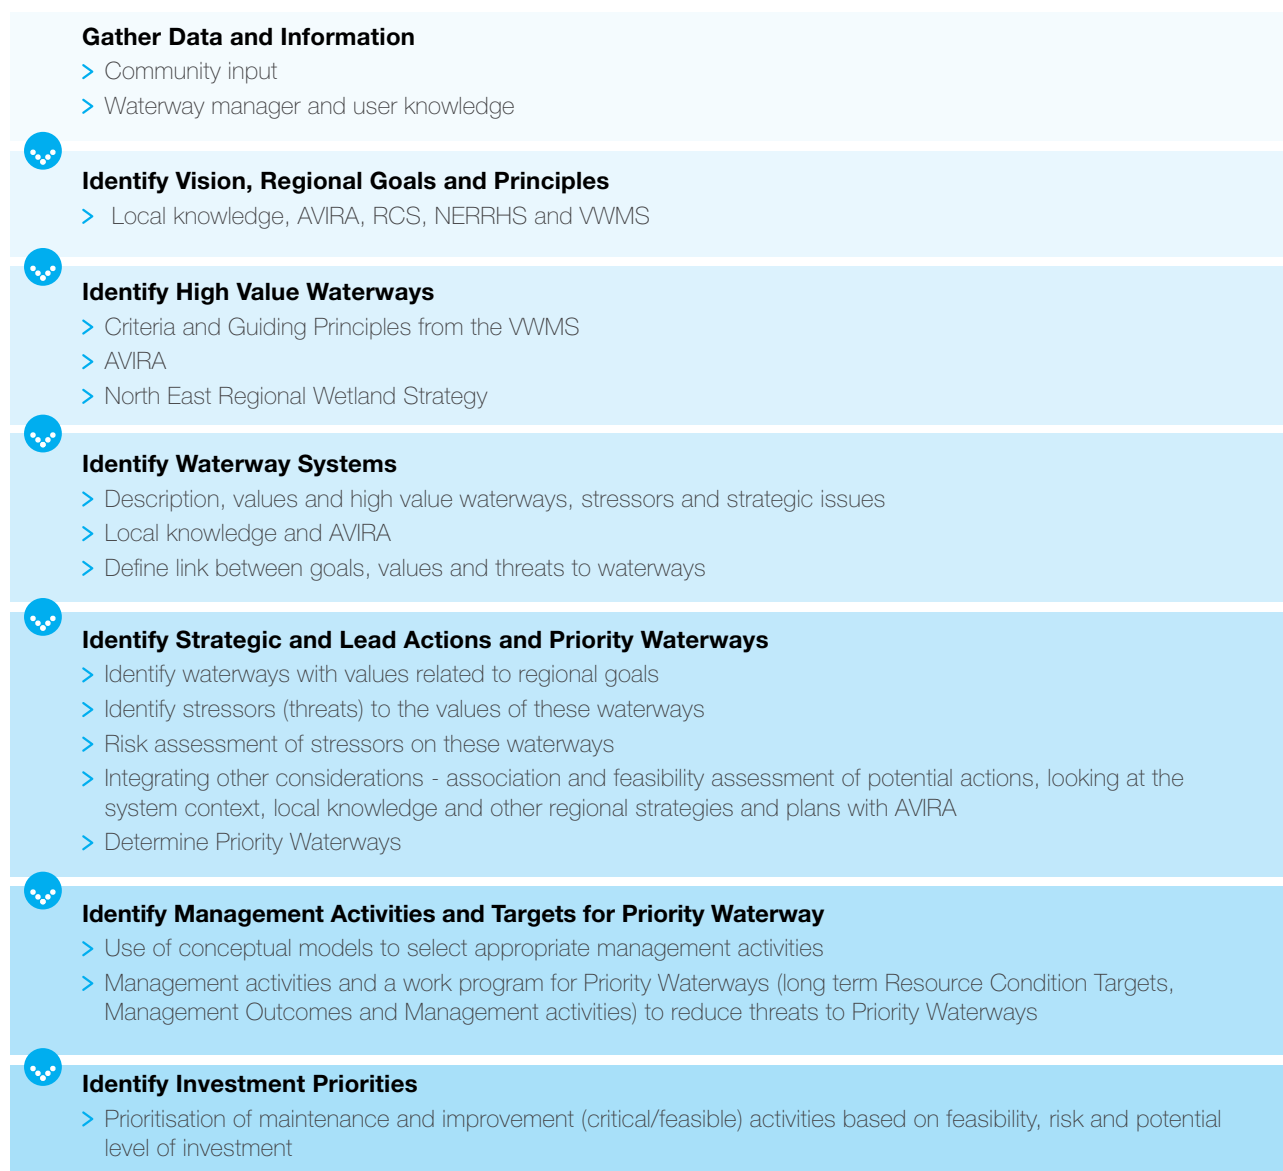 Gather Data and Information
> Community input
> Waterway manager and user knowledge
Identify Vision, Regional Goals and Principles
> Local knowledge, AVIRA, RCS, NERRHS and VWMS
Identify High Value Waterways
> Criteria and Guiding Principles from the VWMS
> AVIRA
> North East Regional Wetland Strategy
Identify Waterway Systems
> Description, values and high value waterways, stressors and strategic issues
> Local knowledge and AVIRA
> Define link between goals, values and threats to waterways
Identify Strategic and Lead Actions and Priority Waterways
> Identify waterways with values related to regional goals
> Identify stressors (threats) to the values of these waterways
> Risk assessment of stressors on these waterways
> Integrating other considerations - association and feasibility assessment of potential actions, looking at the
system context, local knowledge and other regional strategies and plans with AVIRA
> Determine Priority Waterways
Identify Management Activities and Targets for Priority Waterway
> Use of conceptual models to select appropriate management activities
> Management activities and a work program for Priority Waterways (long term Resource Condition Targets,
Management Outcomes and Management activities) to reduce threats to Priority Waterways
Identify Investment Priorities
> Prioritisation of maintenance and improvement (critical/feasible) activities based on feasibility, risk and potential
level of investment